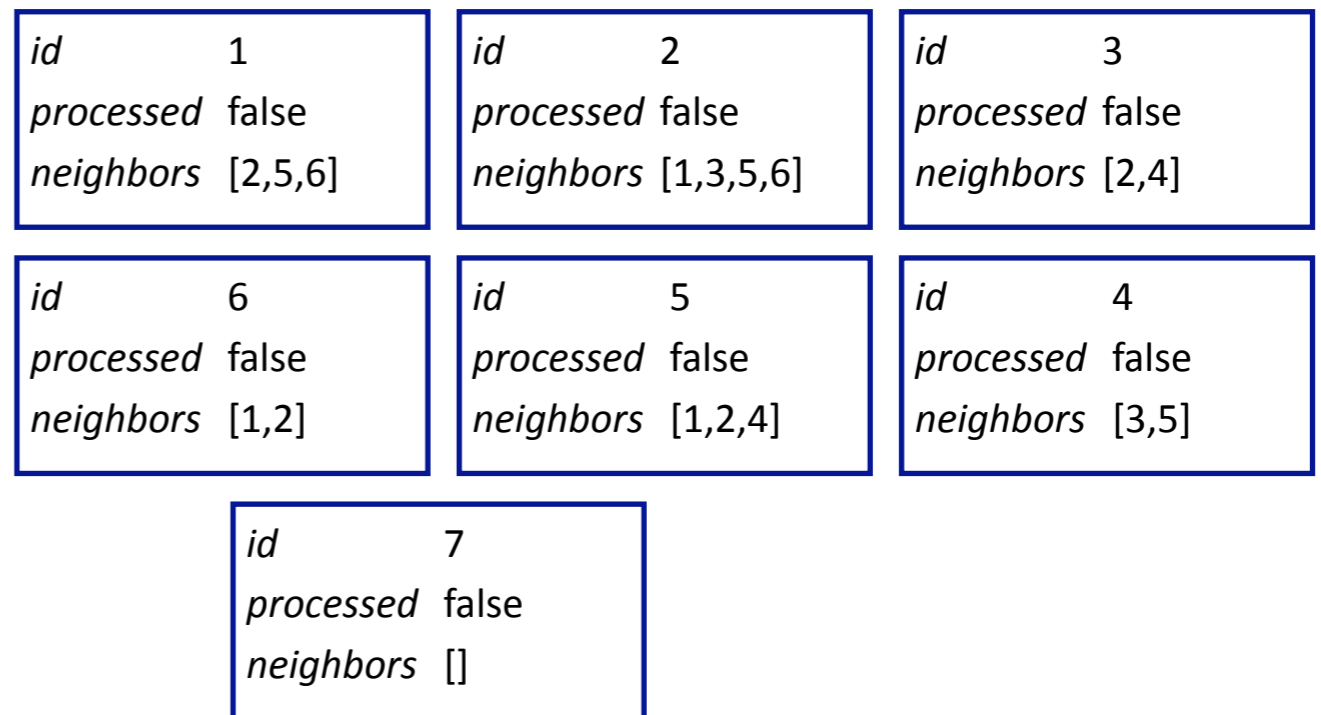 id 1
processed false
neighbors [2,5,6]
id 2
processed false
neighbors [1,3,5,6]
id 3
processed false
neighbors [2,4]
id 6
processed false
neighbors [1,2]
id 5
processed false
neighbors [1,2,4]
id 4
processed false
neighbors [3,5]
id 7
processed false
neighbors []